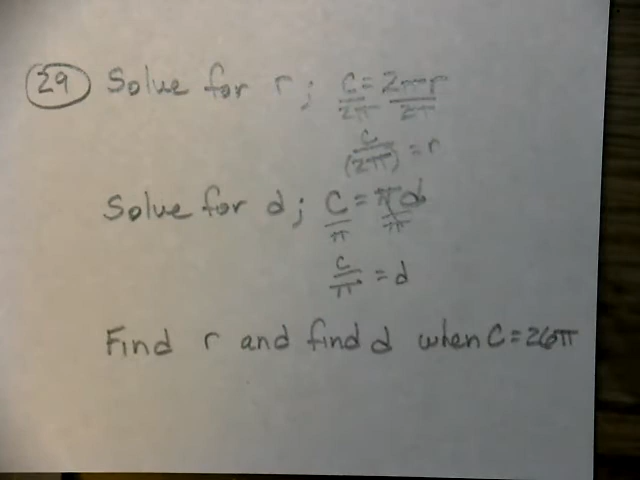 29 Solve for r; C = 2πr
2π 2π
C/(2π) = r
Solve for d; C = πd
π π
C/π = d
Find r and find d when C = 26π